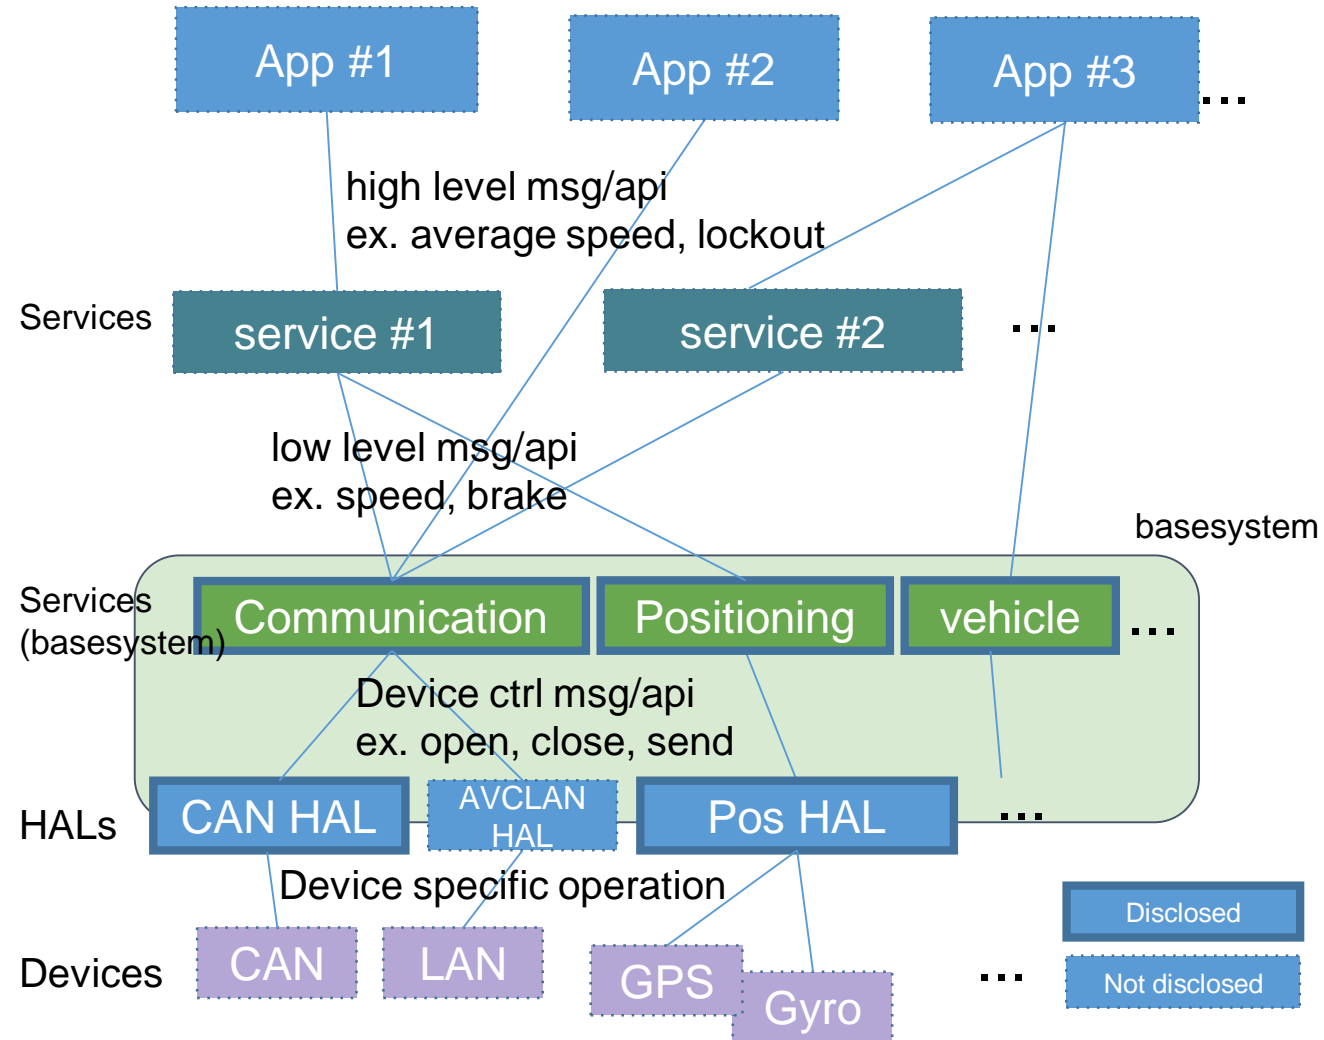 App #1
App #2
App #3
...
high level msg/api
ex. average speed, lockout
Services
service #1
service #2
...
low level msg/api
ex. speed, brake
basesystem
Services
(basesystem)
Communication
Positioning
vehicle
...
Device ctrl msg/api
ex. open, close, send
HALs
CAN HAL
AVCLAN
HAL
Pos HAL
...
Device specific operation
Devices
CAN
LAN
GPS
Gyro
...
Disclosed
Not disclosed